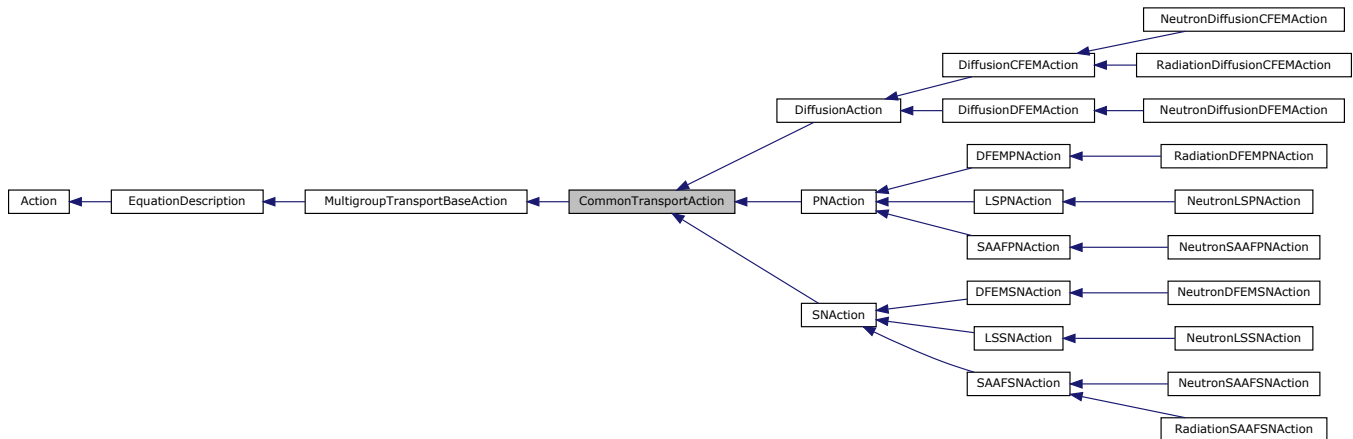 NeutronDiffusionCFEMAction
DiffusionCFEMAction
RadiationDiffusionCFEMAction
DiffusionAction
DiffusionDFEMAction
NeutronDiffusionDFEMAction
DFEMPNAction
RadiationDFEMPNAction
Action
EquationDescription
MultigroupTransportBaseAction
CommonTransportAction
PNAction
LSPNAction
NeutronLSPNAction
SAAFPNAction
NeutronSAAFPNAction
DFEMSNAction
NeutronDFEMSNAction
SNAction
LSSNAction
NeutronLSSNAction
SAAFSNAction
NeutronSAAFSNAction
RadiationSAAFSNAction